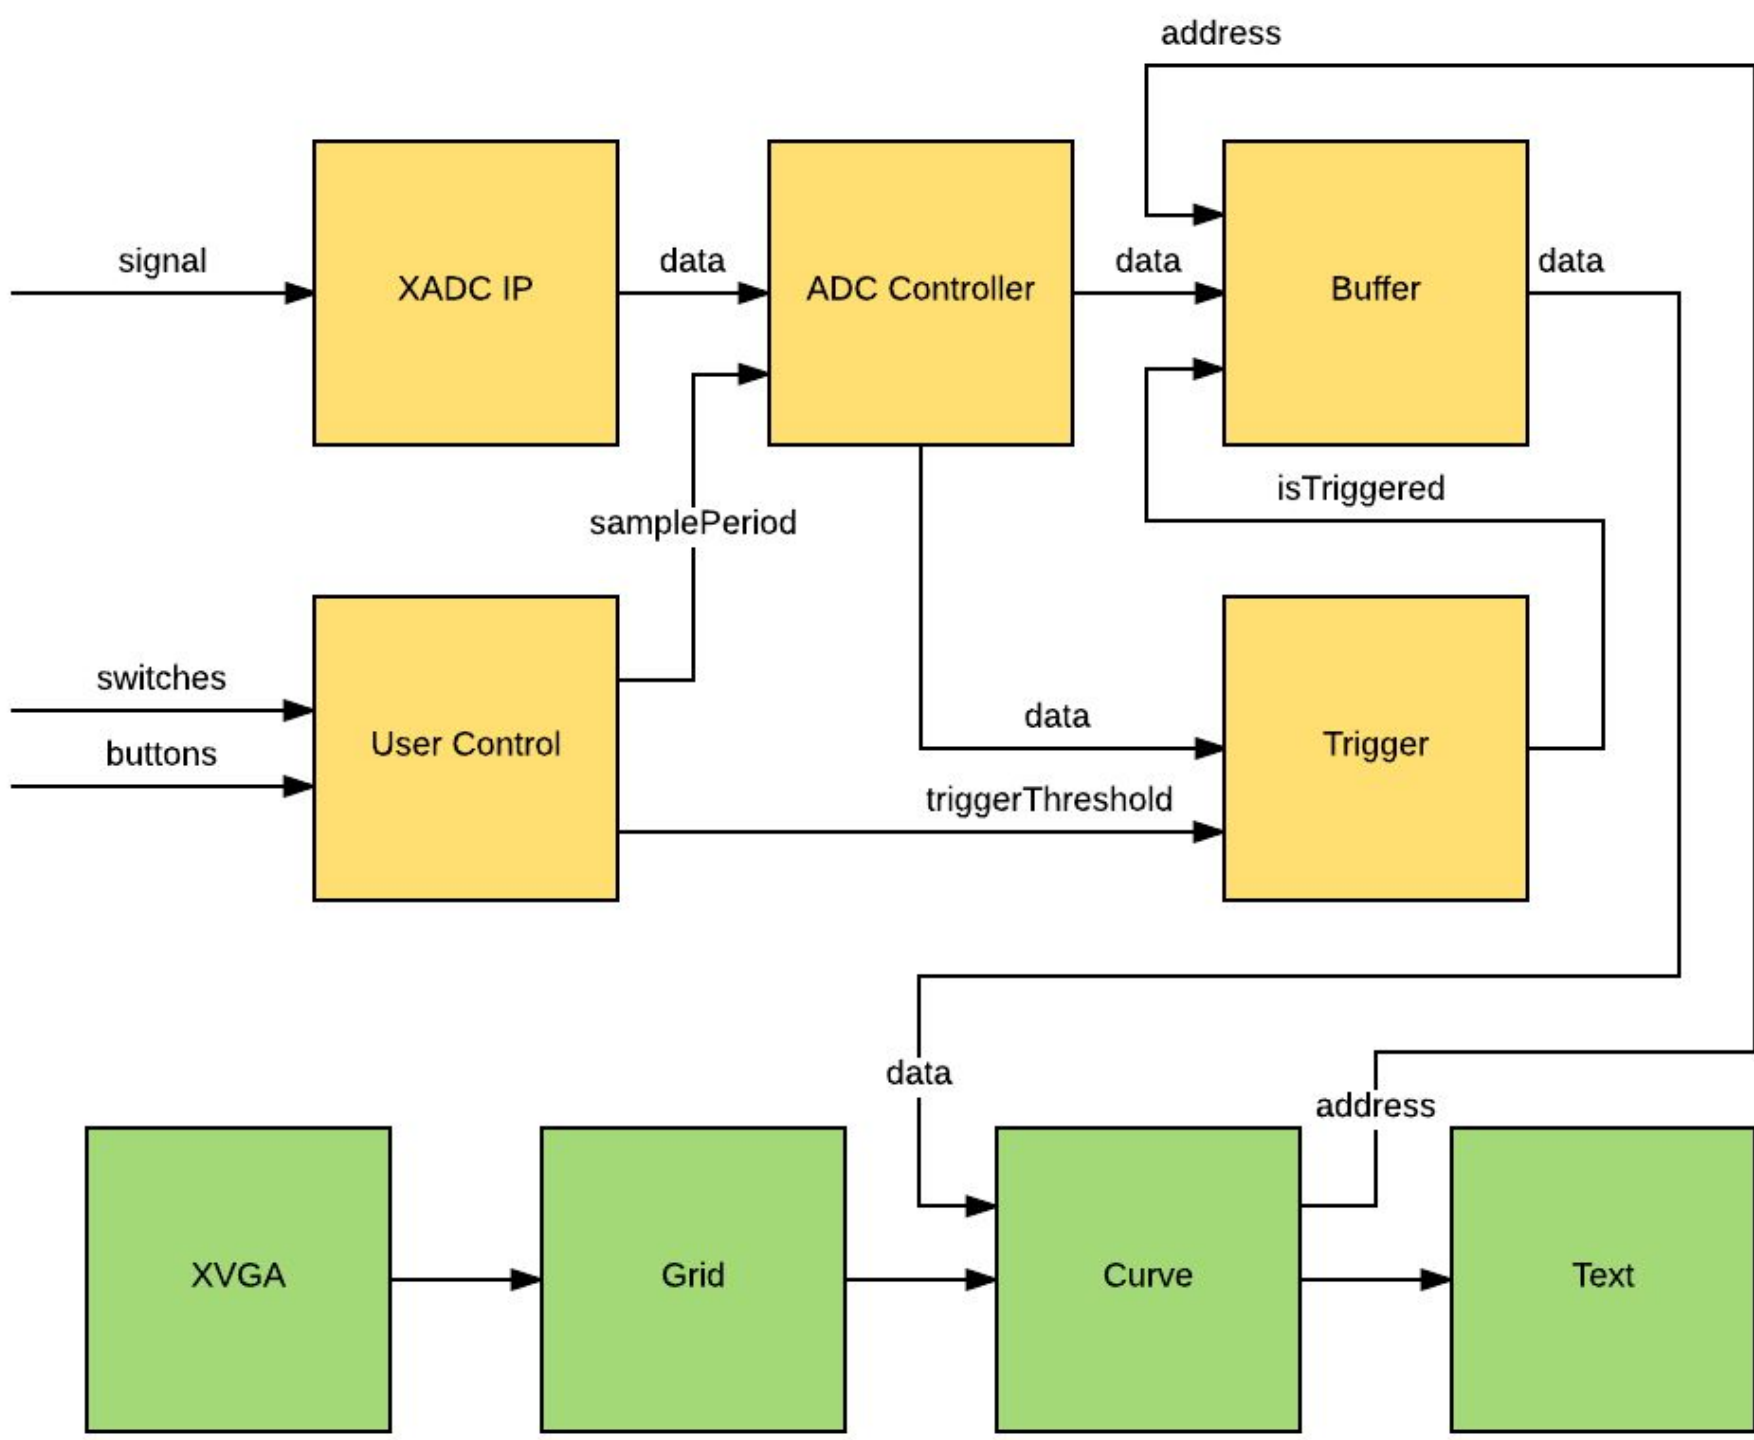 address
signal
XADC IP
data
ADC Controller
data
Buffer
data
isTriggered
samplePeriod
switches
buttons
User Control
data
Trigger
triggerThreshold
data
address
XVGA
Grid
Curve
Text